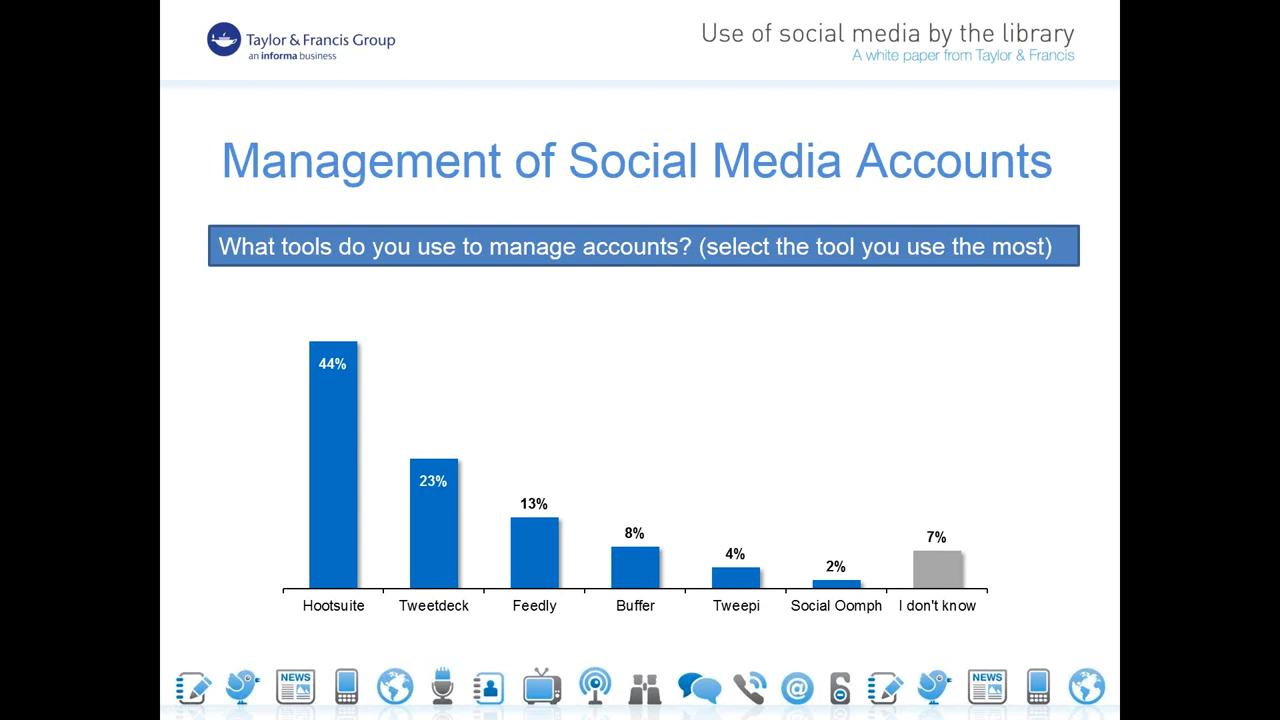 Taylor & Francis Group
an informa business
Use of social media by the library
A white paper from Taylor & Francis
Management of Social Media Accounts
What tools do you use to manage accounts? (select the tool you use the most)
44%
23%
13%
8%
4%
2%
7%
Hootsuite
Tweetdeck
Feedly
Buffer
Tweepi
Social Oomph
I don't know
NEWS
@
NEWS